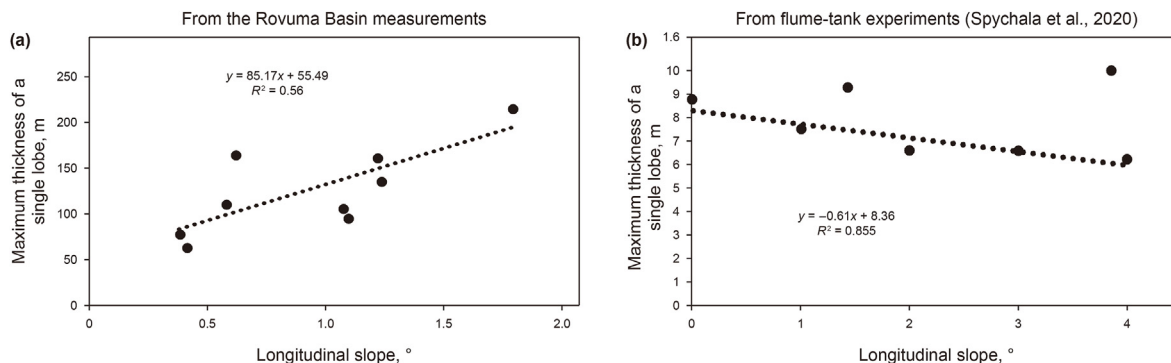 From the Rovuma Basin measurements
(a)
y = 85.17x + 55.49
R² = 0.56
Maximum thickness of a
single lobe, m
250
200
150
100
50
0
0 0.5 1.0 1.5 2.0
Longitudinal slope, °
From flume-tank experiments (Spychala et al., 2020)
(b)
1.6
10
9
8
7
6
5
4
3
2
1
0
Maximum thickness of a
single lobe, m
y = –0.61x + 8.36
R² = 0.855
0 1 2 3 4
Longitudinal slope, °